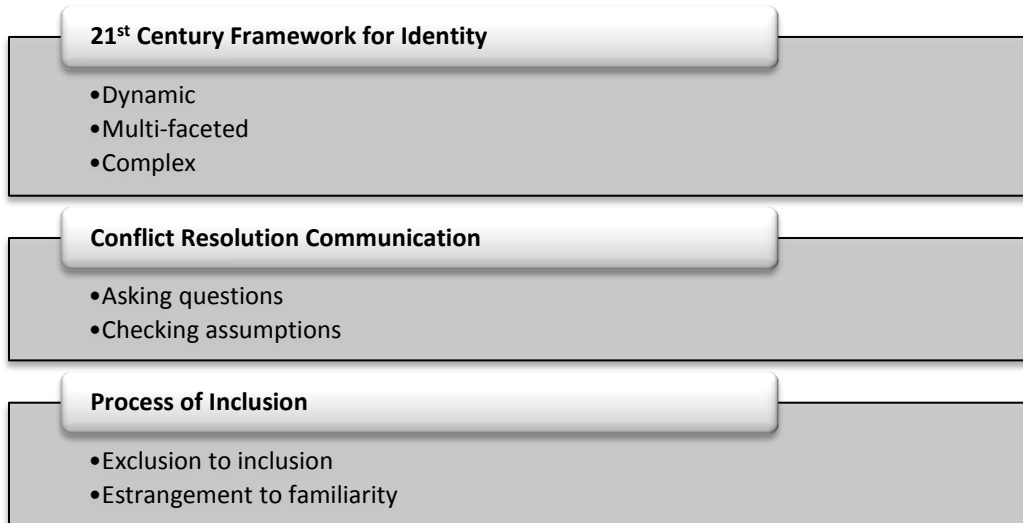 21st Century Framework for Identity
•Dynamic
•Multi-faceted
•Complex
Conflict Resolution Communication
•Asking questions
•Checking assumptions
Process of Inclusion
•Exclusion to inclusion
•Estrangement to familiarity